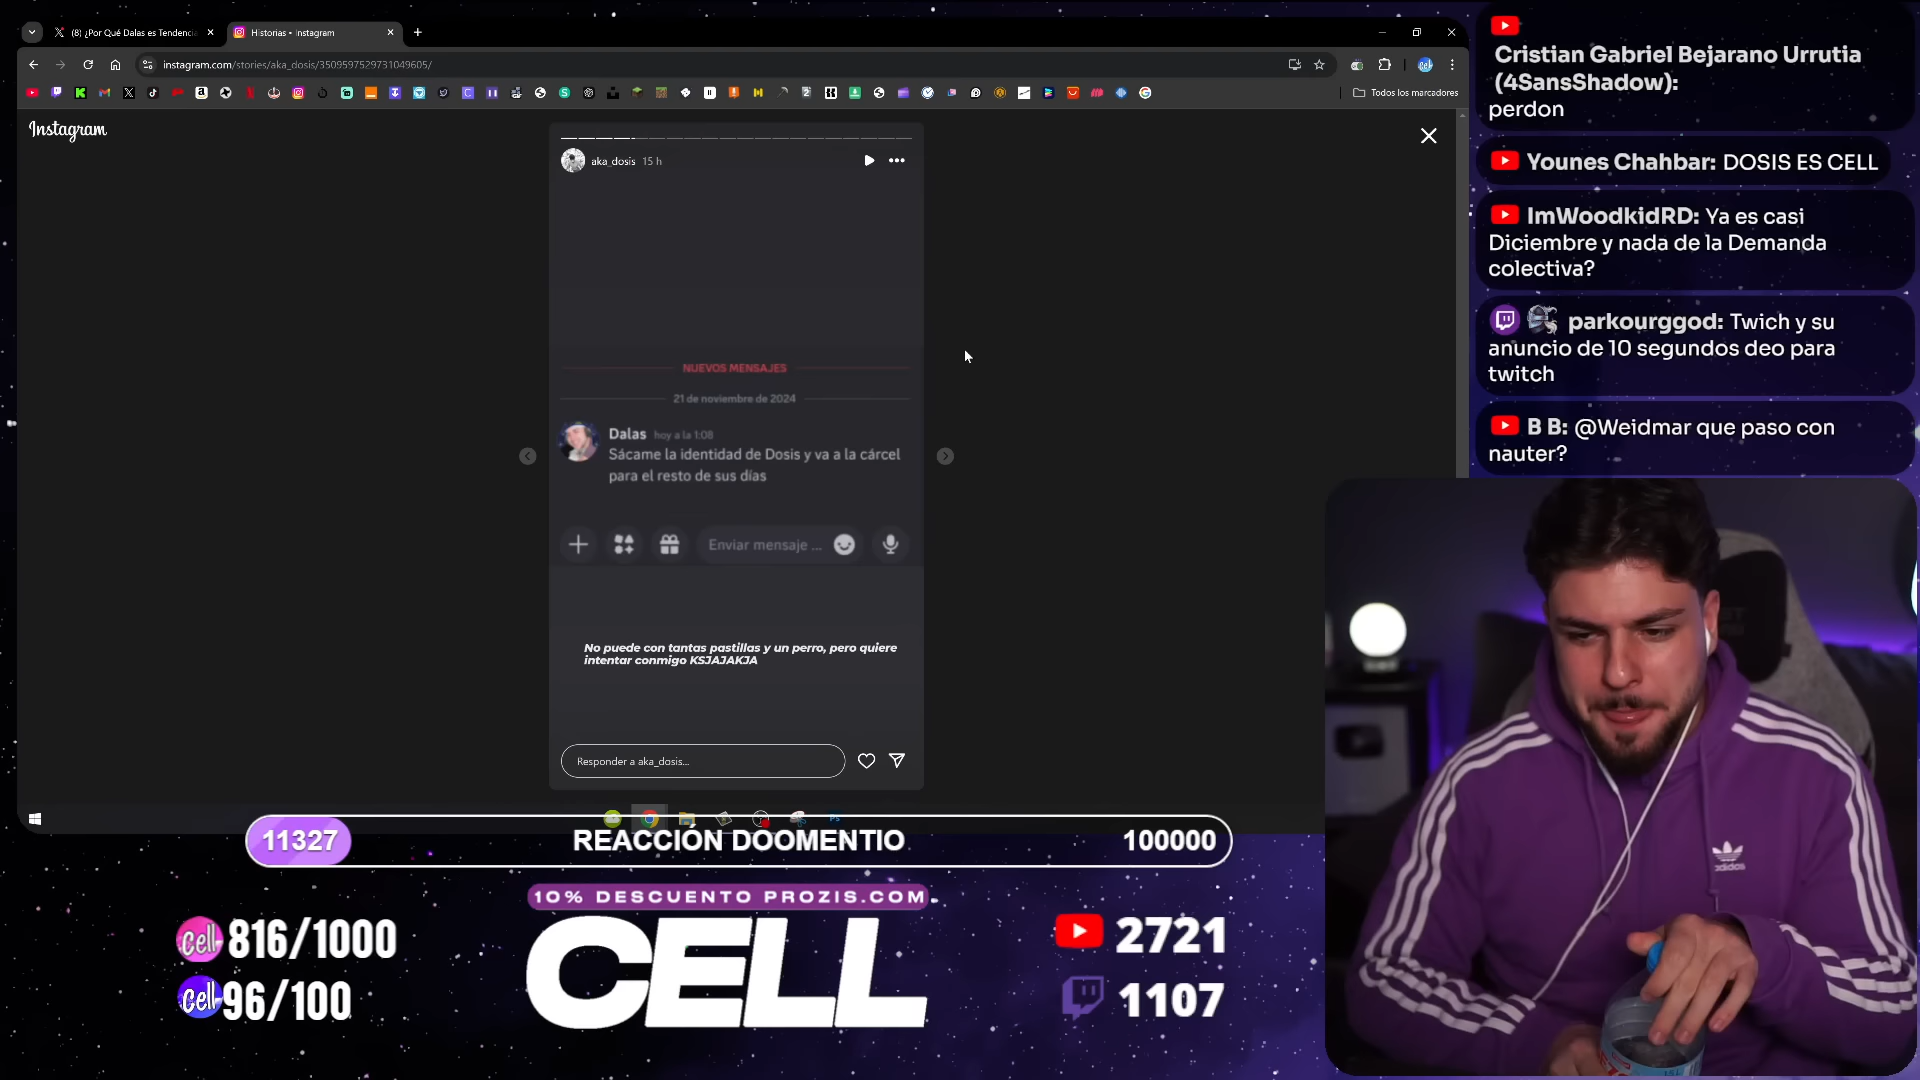 (8) ¿Por Qué Dalas es Tendenci
Historias • Instagram
instagram.com/stories/aka_dosis/3509597529731049605/
Todos los marcadores
Instagram
aka_dosis 15 h
NUEVOS MENSAJES
21 de noviembre de 2024
Dalas hoy a la 1:08
Sácame la identidad de Dosis y va a la cárcel
para el resto de sus días
Enviar mensaje ...
No puede con tantas pastillas y un perro, pero quiere
intentar conmigo KSJAJAKJA
Responder a aka_dosis...
Cristian Gabriel Bejarano Urrutia
(4SansShadow):
perdon
Younes Chahbar: DOSIS ES CELL
ImWoodkidRD: Ya es casi
Diciembre y nada de la Demanda
colectiva?
parkourggod: Twich y su
anuncio de 10 segundos deo para
twitch
B B: @Weidmar que paso con
nauter?
11327 REACCIÓN DOOMENTIO 100000
10% DESCUENTO PROZIS.COM
CELL
cell 816/1000
cell 96/100
2721
1107
adidas